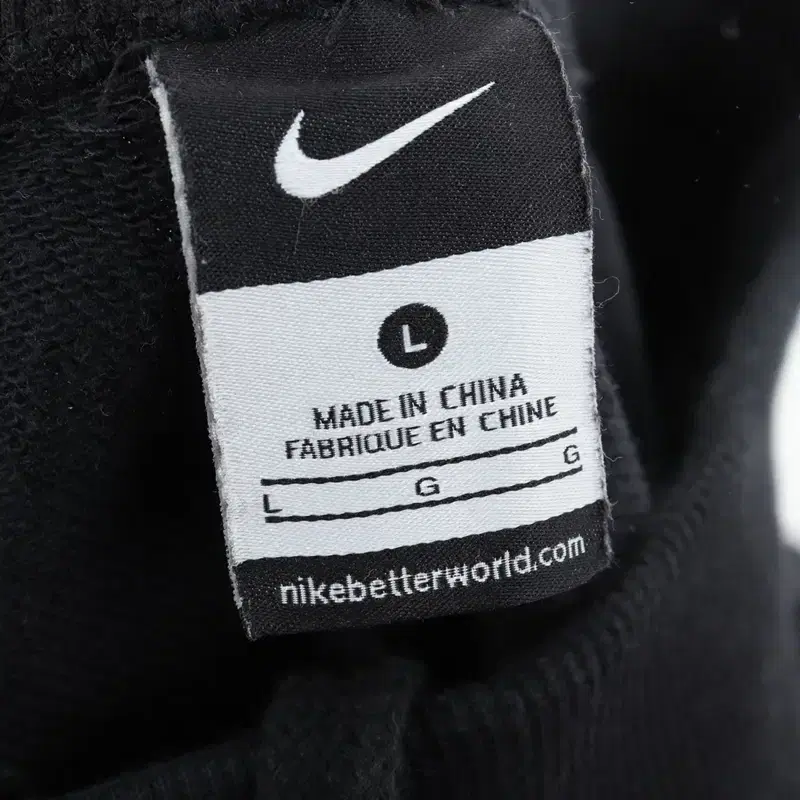 L
MADE IN CHINA
FABRIQUE EN CHINE
L G G
nikebetterworld.com